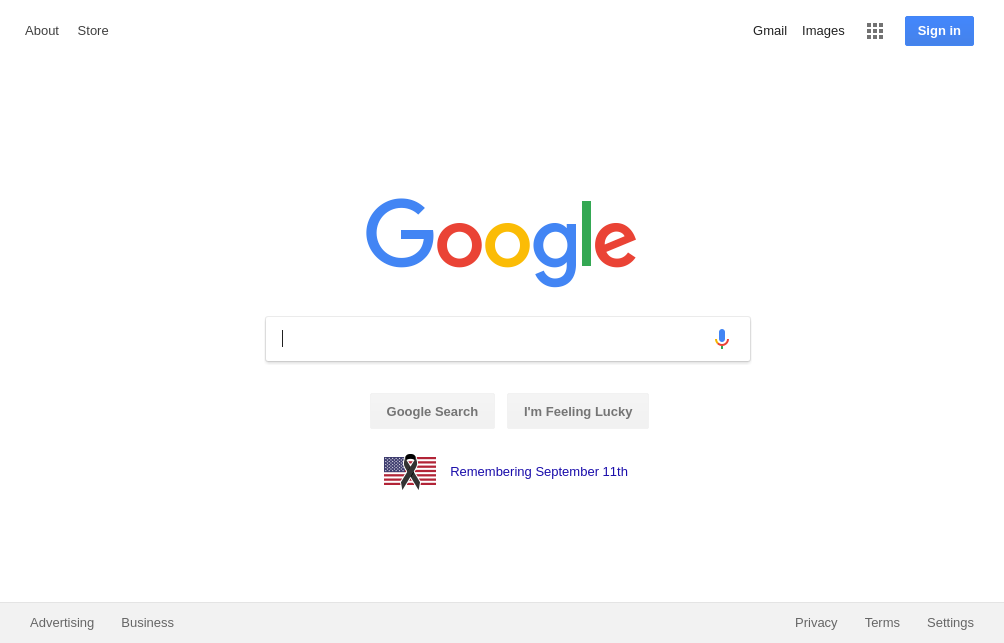 About Store Gmail Images Sign in
Google
Google Search I'm Feeling Lucky
Remembering September 11th
Advertising Business Privacy Terms Settings